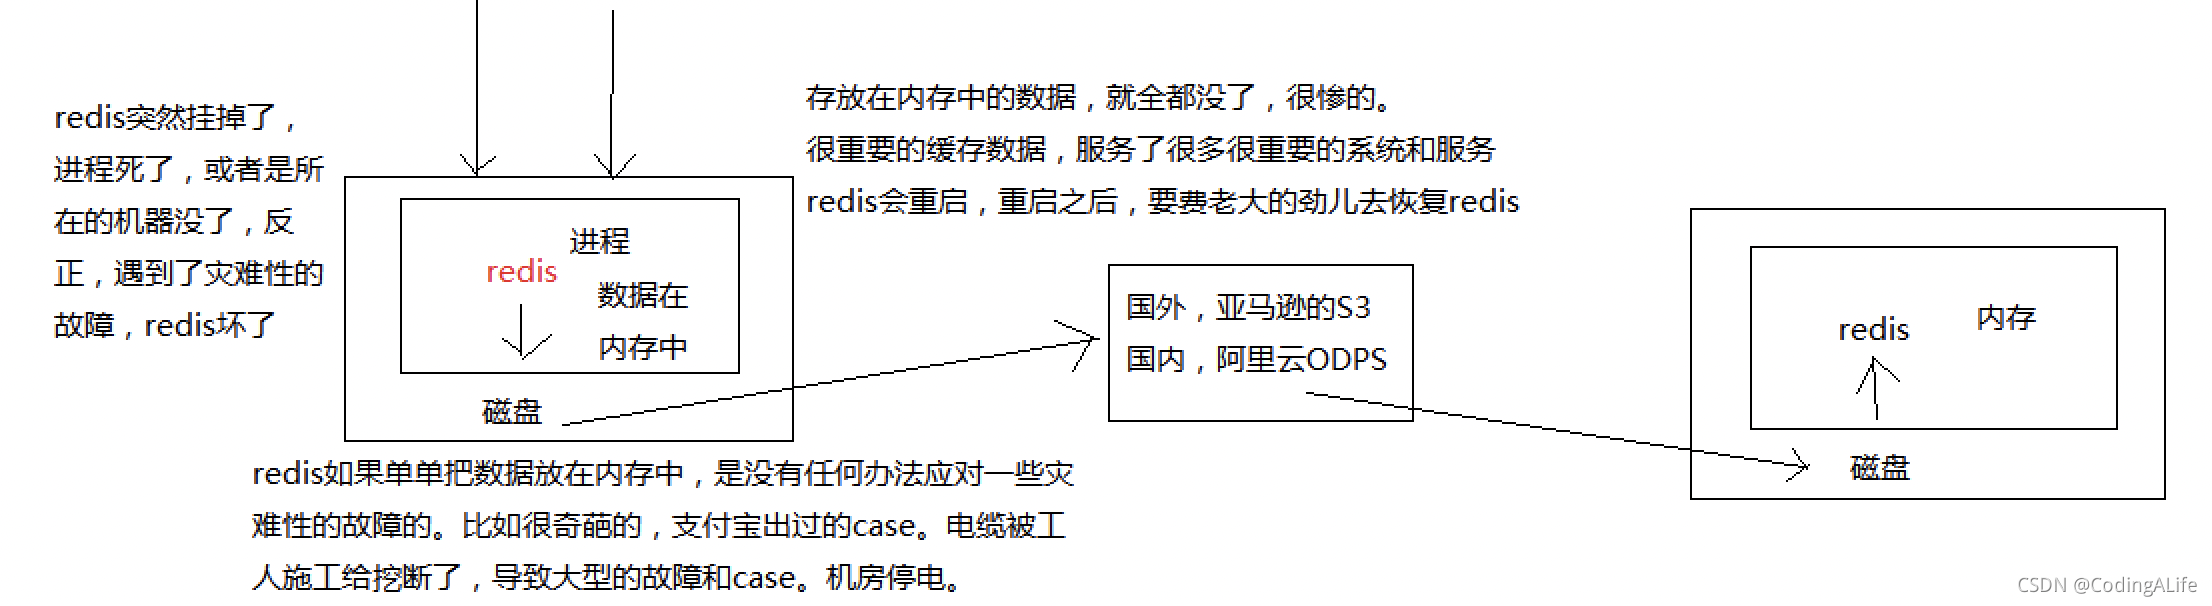 redis突然挂掉了，
进程死了，或者是所
在的机器没了，反
正，遇到了灾难性的
故障，redis坏了
存放在内存中的数据，就全都没了，很惨的。
很重要的缓存数据，服务了很多很重要的系统和服务
redis会重启，重启之后，要费老大的劲儿去恢复redis
进程
redis
数据在
内存中
磁盘
国外，亚马逊的S3
国内，阿里云ODPS
redis
内存
磁盘
redis如果单单把数据放在内存中，是没有任何办法应对一些灾
难性的故障的。比如很奇葩的，支付宝出过的case。电缆被工
人施工给挖断了，导致大型的故障和case。机房停电。
CSDN @CodingALife